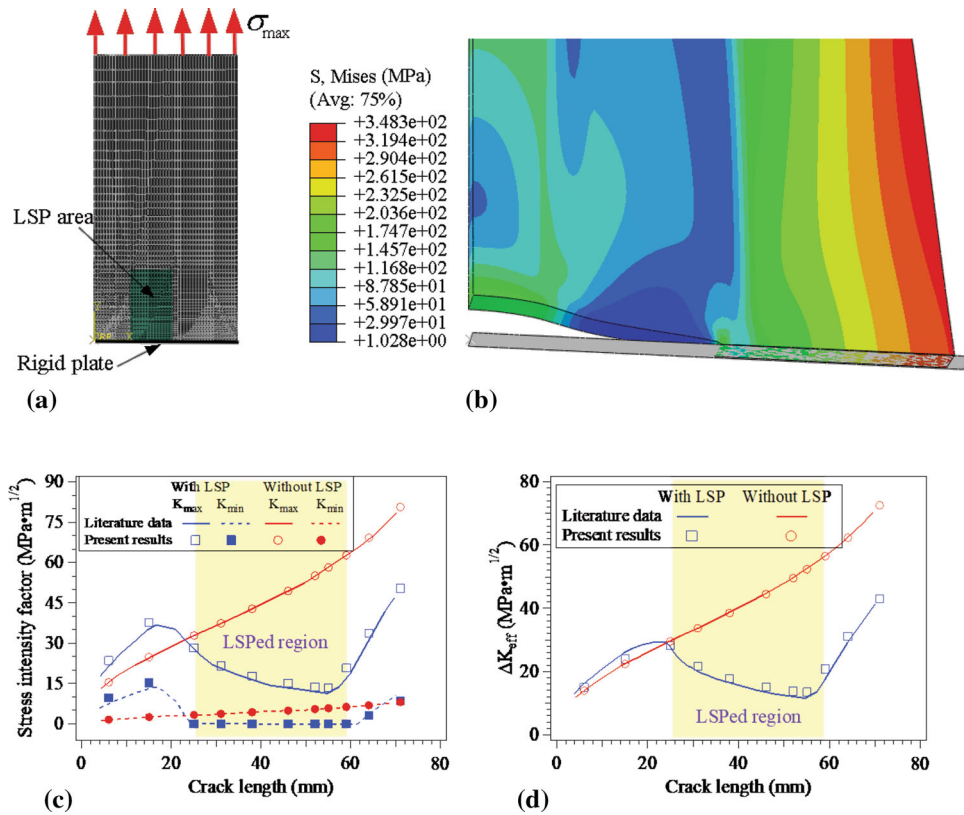 σmax
LSP area
Rigid plate
(a)
S, Mises (MPa)
(Avg: 75%)
+3.483e+02
+3.194e+02
+2.904e+02
+2.615e+02
+2.325e+02
+2.036e+02
+1.747e+02
+1.457e+02
+1.168e+02
+8.785e+01
+5.891e+01
+2.997e+01
+1.028e+00
(b)
Stress intensity factor (MPa•m1/2)
90
75
60
45
30
15
0
With LSP Without LSP
Kmax Kmin Kmax Kmin
Literature data
Present results
LSPed region
0 20 40 60 80
Crack length (mm)
(c)
ΔKeff (MPa•m1/2)
80
60
40
20
0
With LSP Without LSP
Literature data
Present results
LSPed region
0 20 40 60 80
Crack length (mm)
(d)